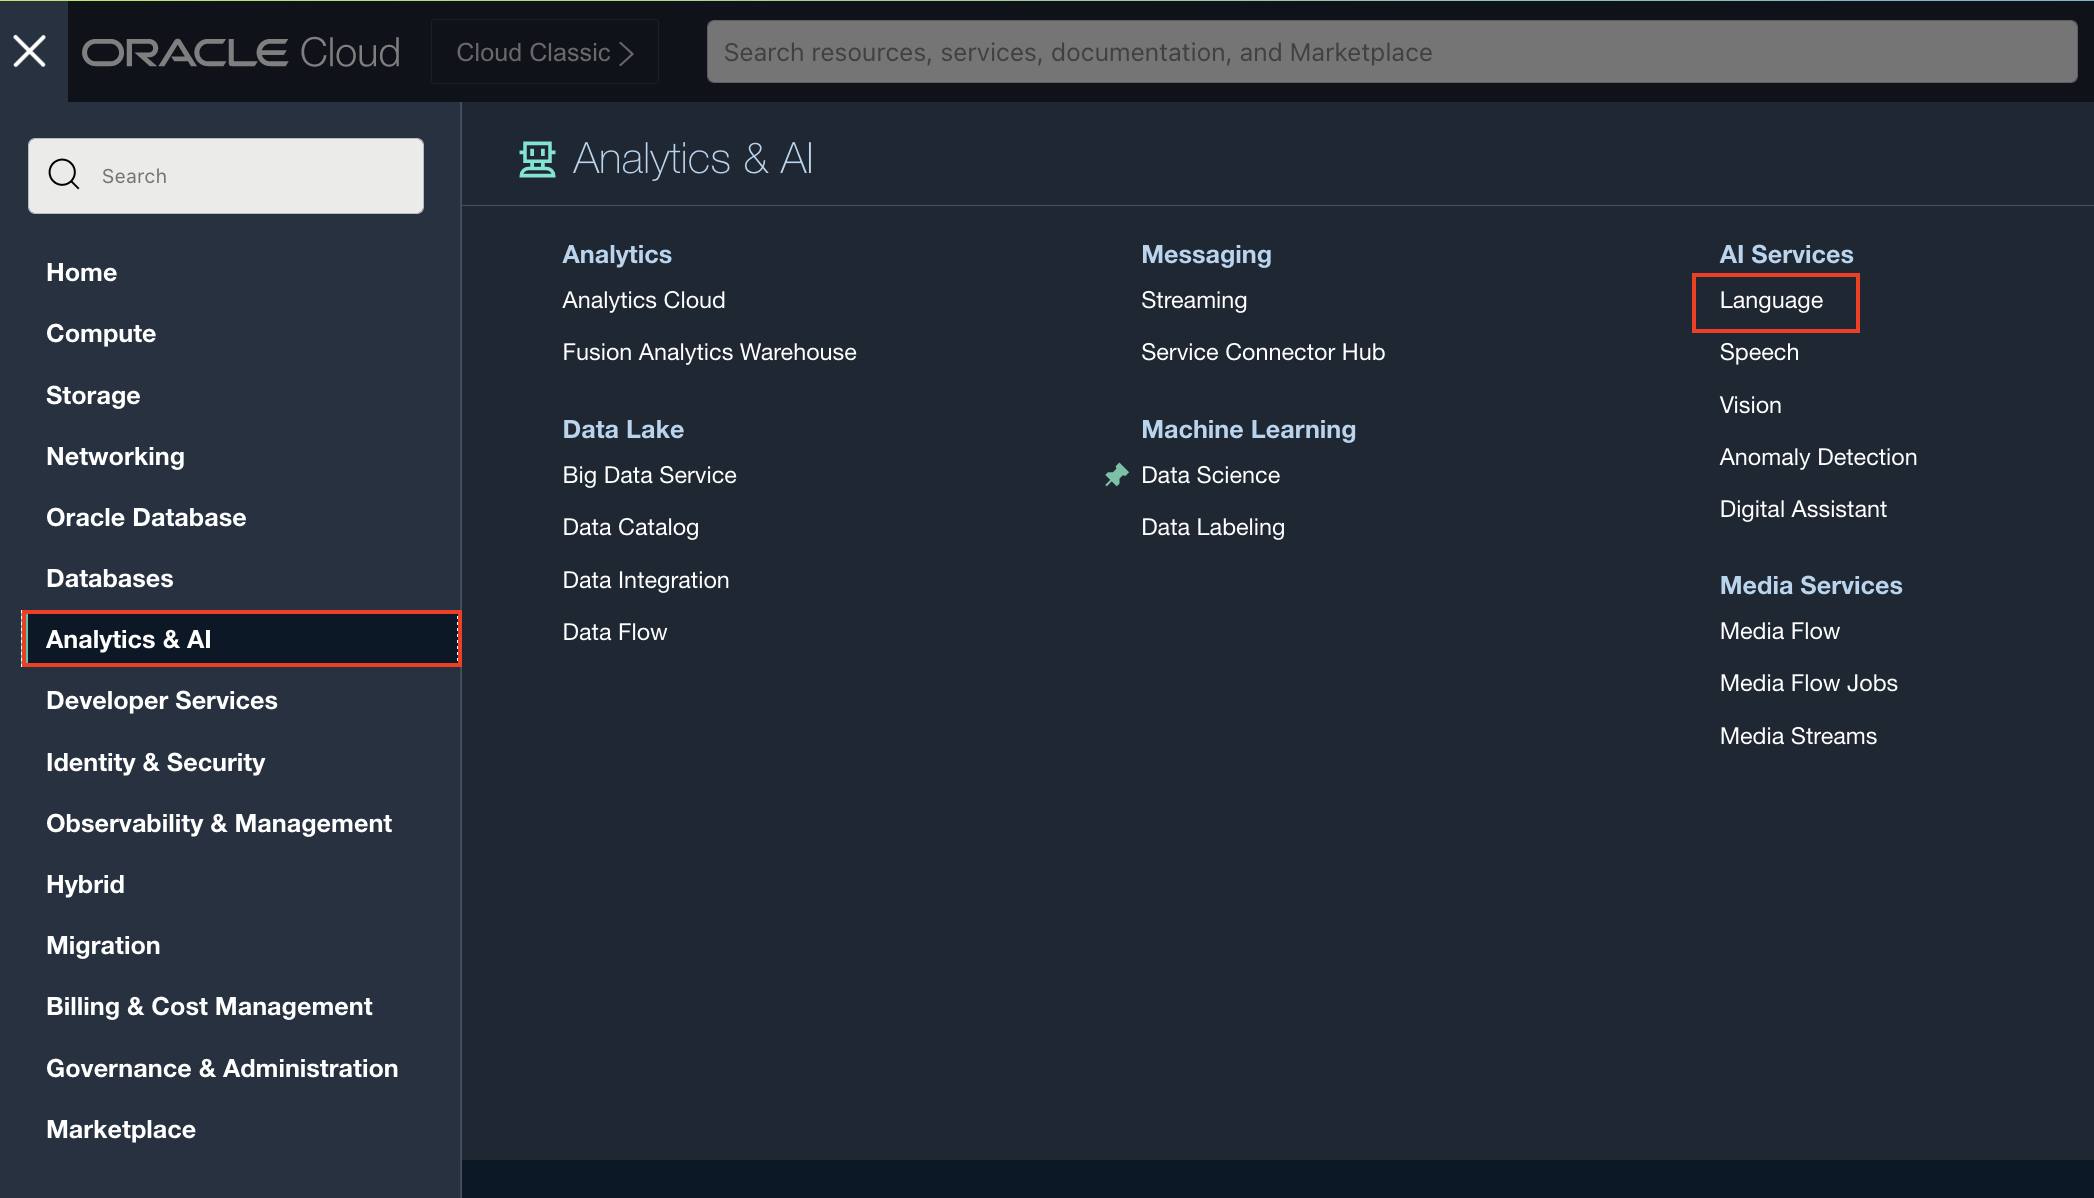 ORACLE Cloud
Cloud Classic
Search resources, services, documentation, and Marketplace
Search
Home
Compute
Storage
Networking
Oracle Database
Databases
Analytics & AI
Developer Services
Identity & Security
Observability & Management
Hybrid
Migration
Billing & Cost Management
Governance & Administration
Marketplace
Analytics & AI
Analytics
Analytics Cloud
Fusion Analytics Warehouse
Data Lake
Big Data Service
Data Catalog
Data Integration
Data Flow
Messaging
Streaming
Service Connector Hub
Machine Learning
Data Science
Data Labeling
AI Services
Language
Speech
Vision
Anomaly Detection
Digital Assistant
Media Services
Media Flow
Media Flow Jobs
Media Streams